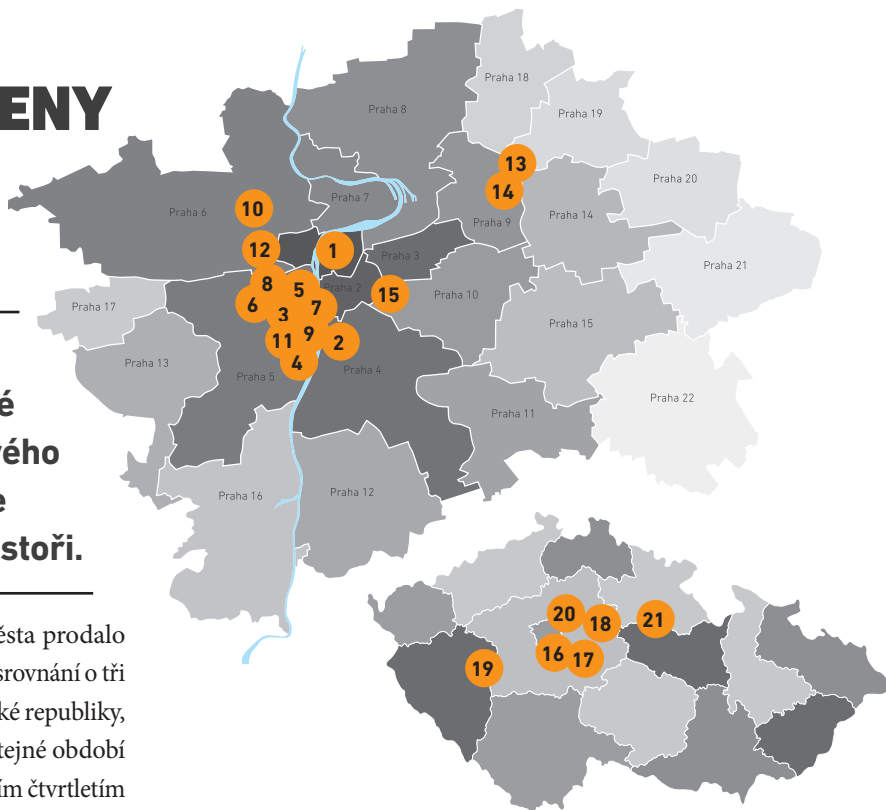 ENY
é
vého
e
stoři.
ěsta prodalo
srovnání o tři
ké republiky,
tejné období
ím čtvrtletím
Praha 18
Praha 8
Praha 19
13
Praha 20
14
Praha 7
Praha 6
10
Praha 9
Praha 14
12
1
Praha 3
Praha 21
8
5
Praha 2
15
Praha 10
Praha 17
6
3
7
Praha 15
11
9
2
Praha 13
4
Praha 4
Praha 5
Praha 22
Praha 11
Praha 16
Praha 12
20
18
21
16
17
19